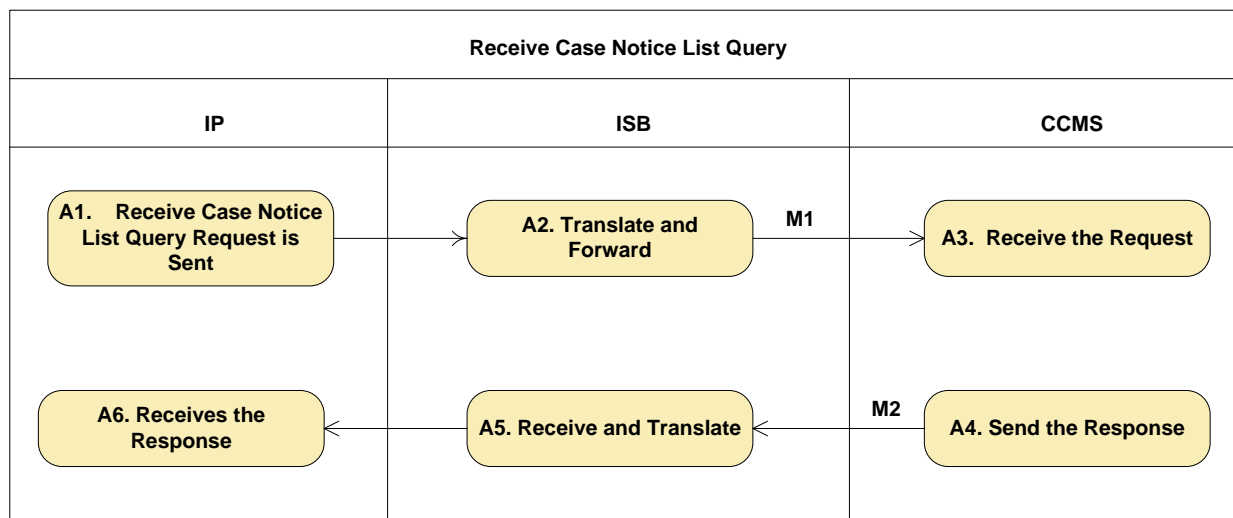 Receive Case Notice List Query
IP
ISB
CCMS
A1. Receive Case Notice
List Query Request is
Sent
A2. Translate and
Forward
M1
A3. Receive the Request
A6. Receives the
Response
A5. Receive and Translate
M2
A4. Send the Response